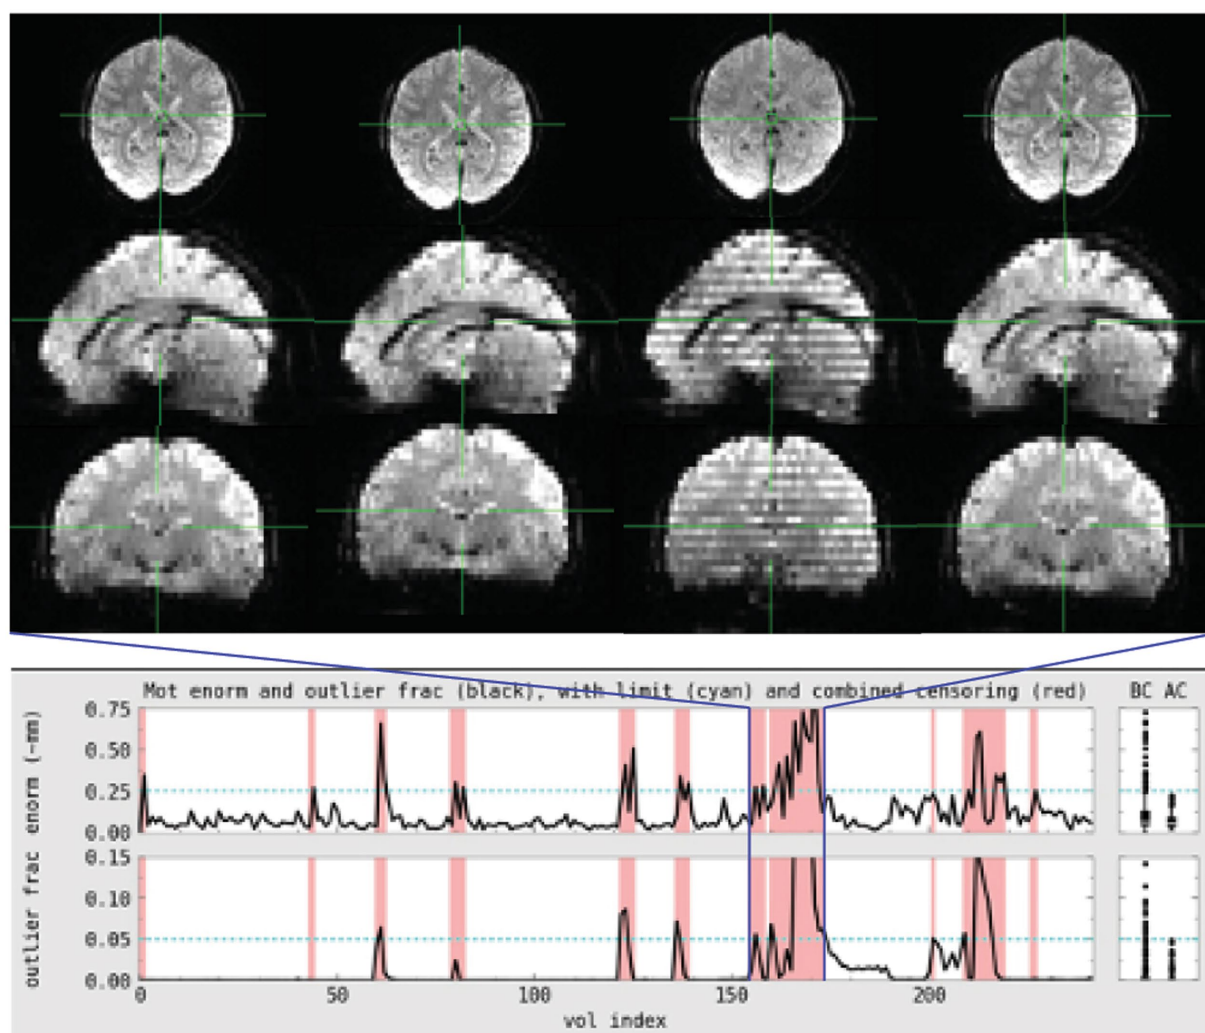 Mot enorm and outlier frac (black), with limit (cyan) and combined censoring (red)
BC AC
enorm (~mm)
0.75
0.50
0.25
0.00
outlier frac
0.15
0.10
0.05
0.00
0 50 100 150 200
vol index